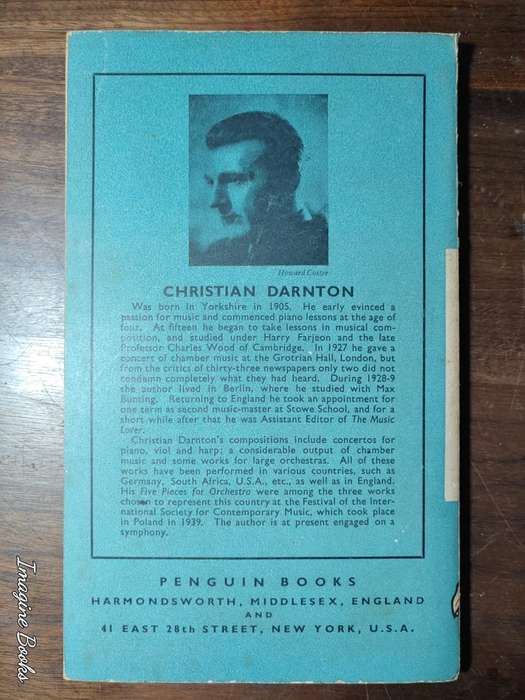 Howard Coster
CHRISTIAN DARNTON
Was born in Yorkshire in 1905. He early evinced a
passion for music and commenced piano lessons at the age of
four. At fifteen he began to take lessons in musical com-
position, and studied under Harry Farjeon and the late
Professor Charles Wood of Cambridge. In 1927 he gave a
concert of chamber music at the Grotrian Hall, London, but
from the critics of thirty-three newspapers only two did not
condemn completely what they had heard. During 1928-9
the author lived in Berlin, where he studied with Max
Butting. Returning to England he took an appointment for
one term as second music-master at Stowe School, and for a
short while after that he was Assistant Editor of The Music
Lover.
Christian Darnton's compositions include concertos for
piano, viol and harp; a considerable output of chamber
music and some works for large orchestras. All of these
works have been performed in various countries, such as
Germany, South Africa, U.S.A., etc., as well as in England.
His Five Pieces for Orchestra were among the three works
chosen to represent this country at the Festival of the Inter-
national Society for Contemporary Music, which took place
in Poland in 1939. The author is at present engaged on a
symphony.
PENGUIN BOOKS
HARMONDSWORTH, MIDDLESEX, ENGLAND
AND
41 EAST 28th STREET, NEW YORK, U.S.A.
Imagine Books